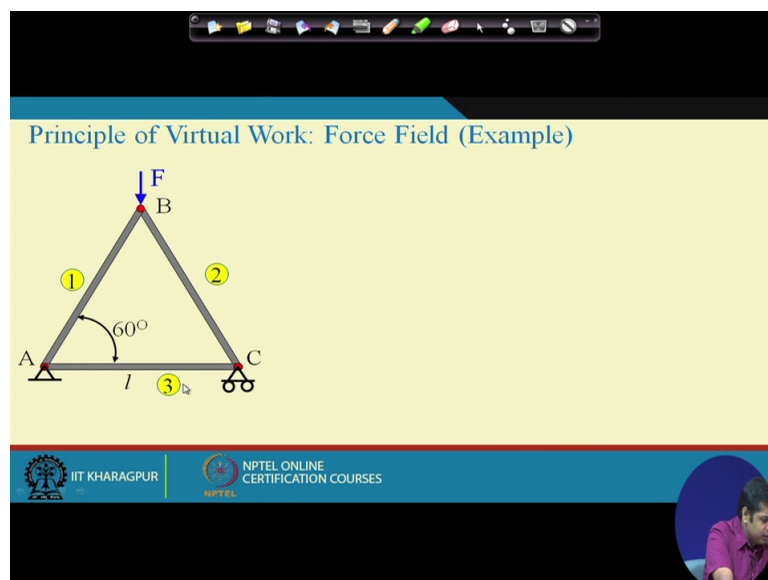 Principle of Virtual Work: Force Field (Example)
F
B
1
2
60°
A
C
l
3
IIT KHARAGPUR
NPTEL
NPTEL ONLINE
CERTIFICATION COURSES